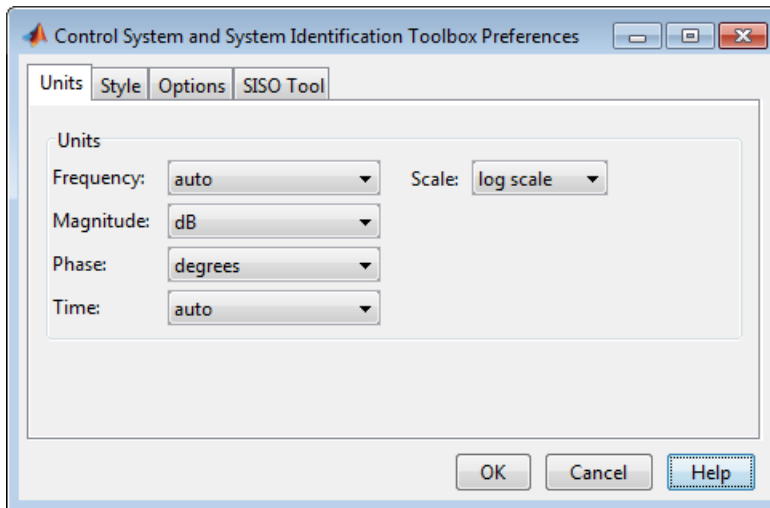 Control System and System Identification Toolbox Preferences
Units Style Options SISO Tool
Units
Frequency: auto Scale: log scale
Magnitude: dB
Phase: degrees
Time: auto
OK Cancel Help